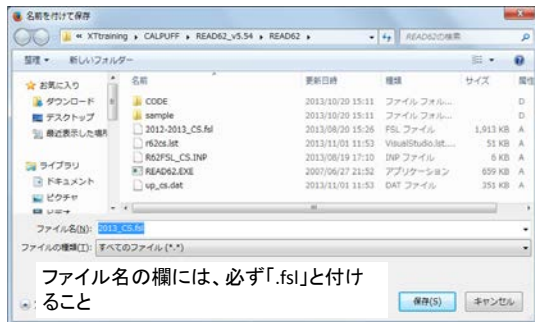 名前を付けて保存
« XTtraining ▸ CALPUFF ▸ READ62_v5.54 ▸ READ62 ▸
READ62の検索
整理 ▾ 新しいフォルダー
お気に入り
ダウンロード
デスクトップ
最近表示した場所
ライブラリ
ドキュメント
ピクチャ
ビデオ
名前 更新日時 種類 サイズ 属性
CODE 2013/10/20 15:11 ファイル フォル... D
sample 2013/10/20 15:11 ファイル フォル... D
2012-2013_CS.fsl 2013/08/20 15:26 FSL ファイル 1,913 KB A
r62cs.lst 2013/11/01 11:53 VisualStudio.lst.... 51 KB A
R62FSL_CS.INP 2013/08/19 17:10 INP ファイル 6 KB A
READ62.EXE 2007/06/27 21:52 アプリケーション 659 KB A
up_cs.dat 2013/11/01 11:53 DAT ファイル 351 KB A
ファイル名(N): 2013_CS.fsl
ファイルの種類(T): すべてのファイル (*.*)
ファイル名の欄には、必ず「.fsl」と付け
ること
保存(S) キャンセル